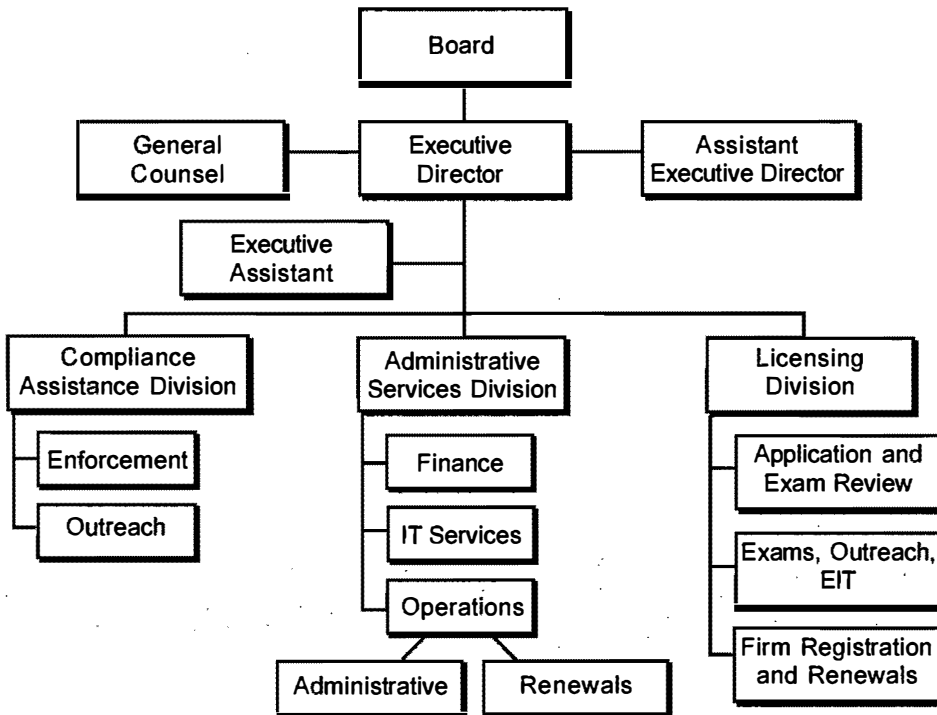 Board
General
Counsel
Executive
Director
Assistant
Executive Director
Executive
Assistant
Compliance
Assistance Division
Enforcement
Outreach
Administrative
Services Division
Finance
IT Services
Operations
Administrative
Renewals
Licensing
Division
Application and
Exam Review
Exams, Outreach,
EIT
Firm Registration
and Renewals